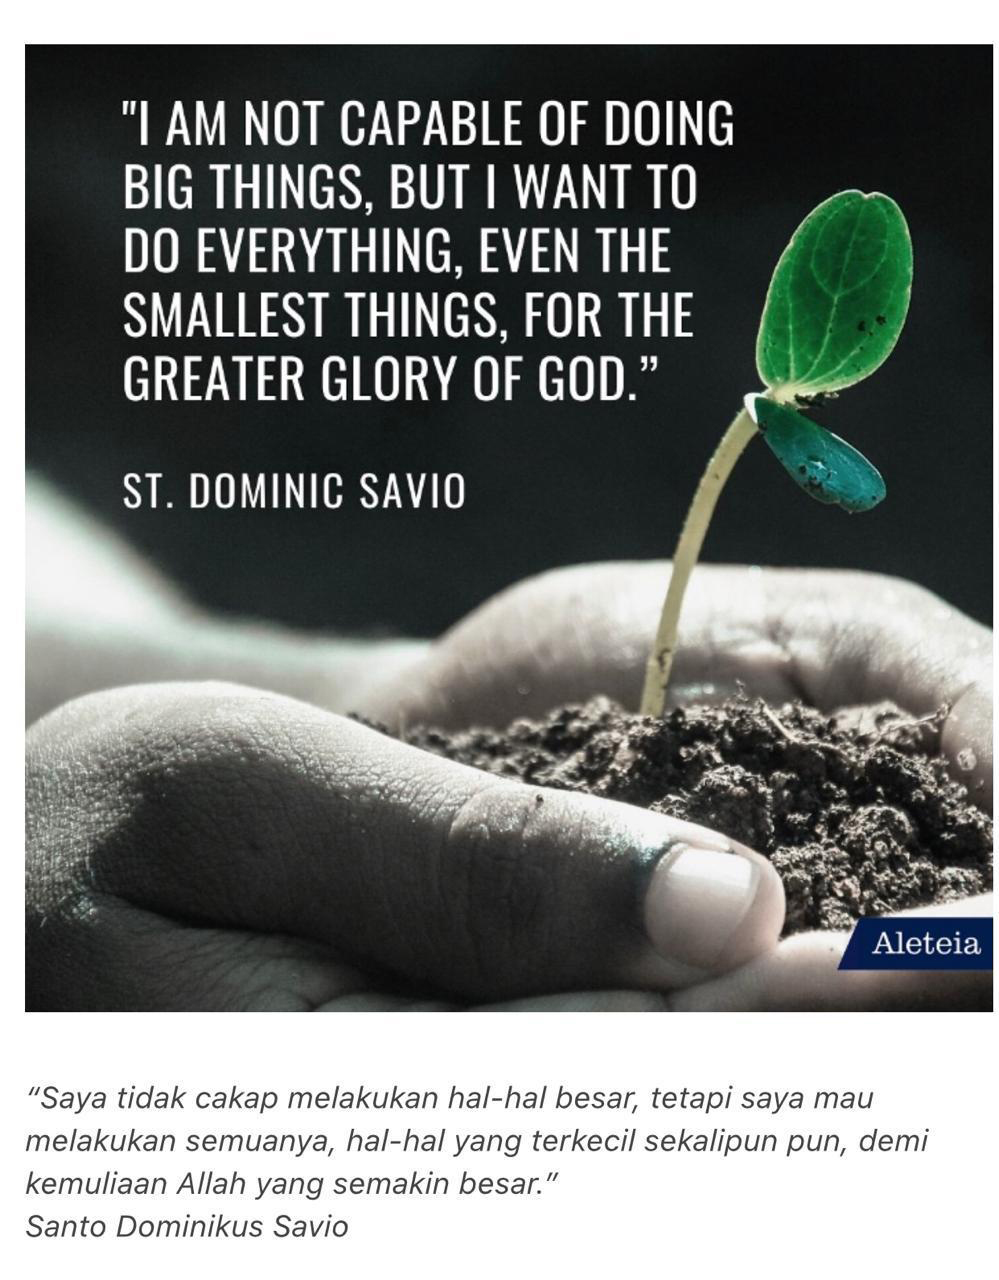 "I AM NOT CAPABLE OF DOING
BIG THINGS, BUT I WANT TO
DO EVERYTHING, EVEN THE
SMALLEST THINGS, FOR THE
GREATER GLORY OF GOD.”
ST. DOMINIC SAVIO
Aleteia
“Saya tidak cakap melakukan hal-hal besar, tetapi saya mau
melakukan semuanya, hal-hal yang terkecil sekalipun pun, demi
kemuliaan Allah yang semakin besar.”
Santo Dominikus Savio